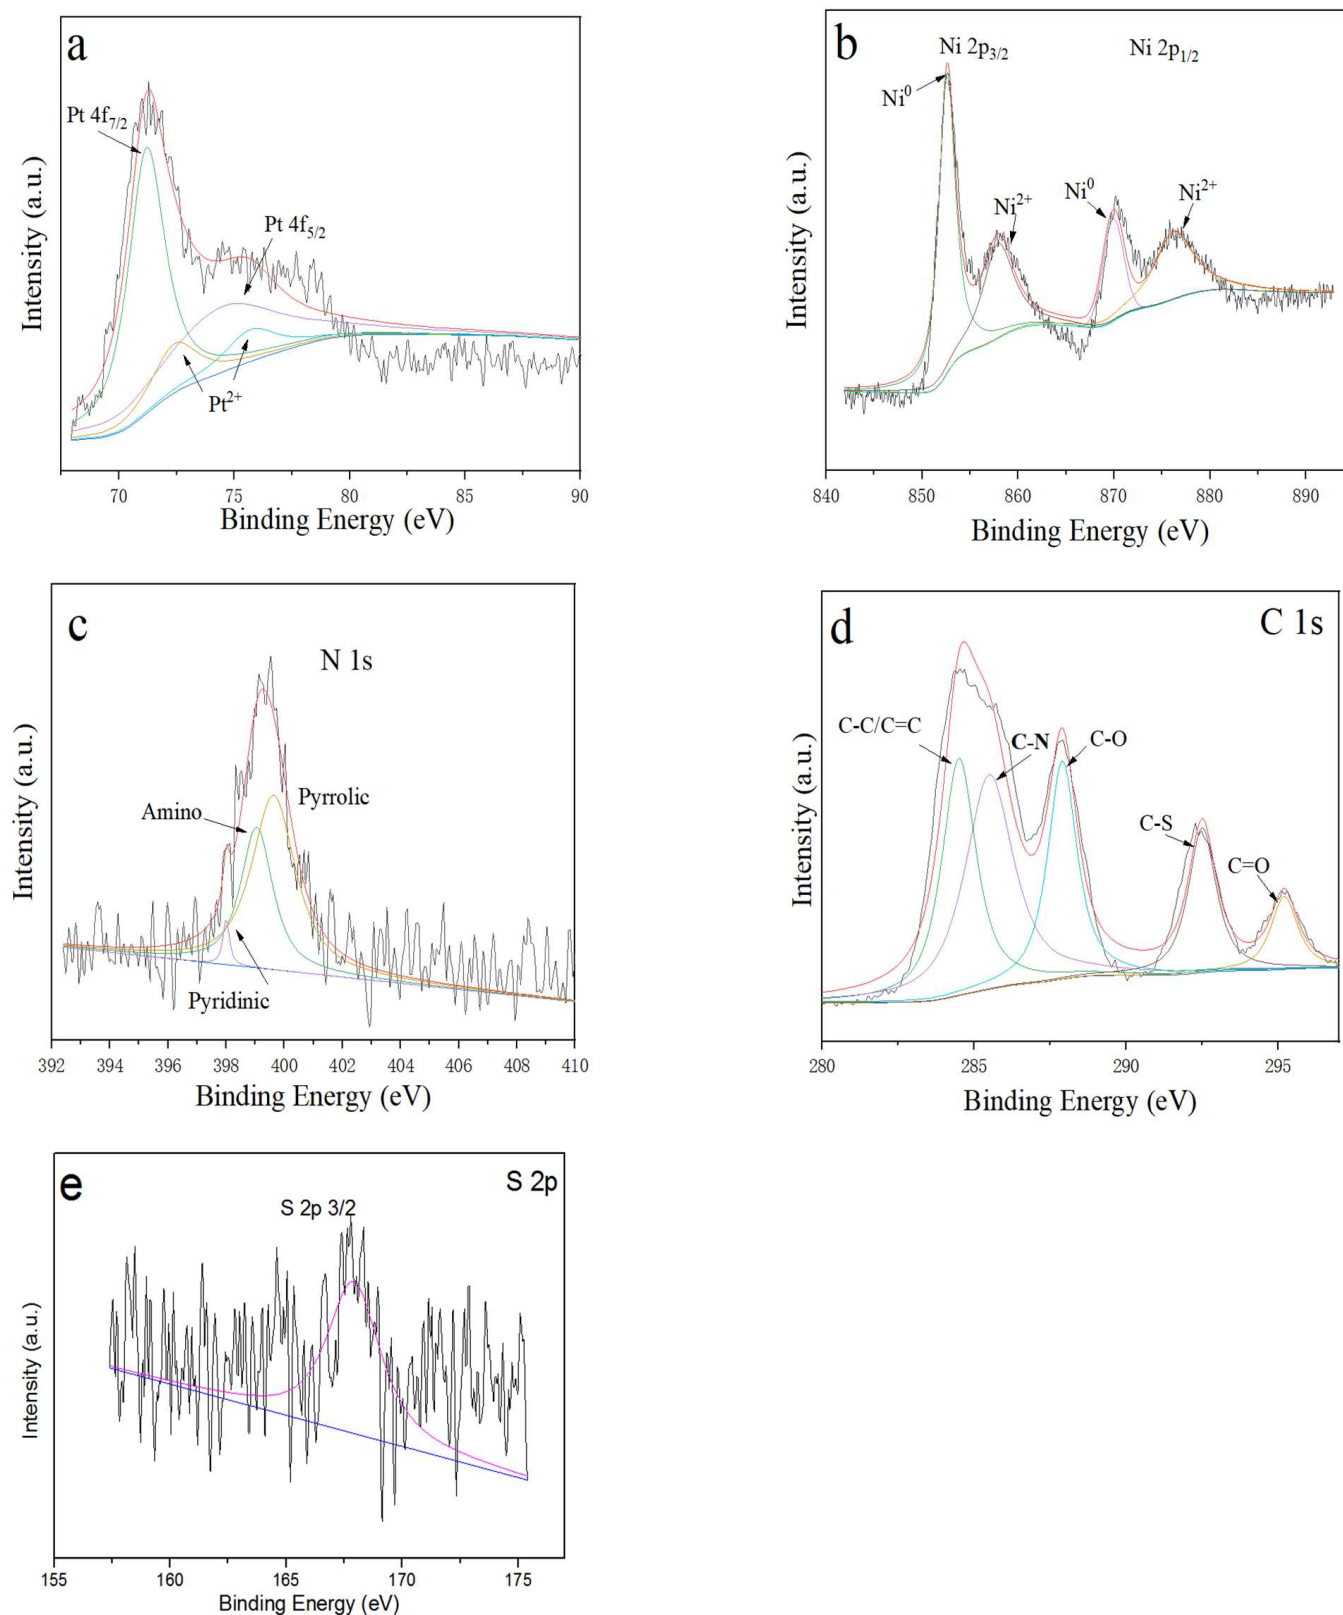 a
Pt 4f7/2
Pt 4f5/2
Pt2+
Intensity (a.u.)
70 75 80 85 90
Binding Energy (eV)
b
Ni 2p3/2
Ni 2p1/2
Ni0
Ni2+
Ni0
Ni2+
Intensity (a.u.)
840 850 860 870 880 890
Binding Energy (eV)
c
N 1s
Amino
Pyrrolic
Pyridinic
Intensity (a.u.)
392 394 396 398 400 402 404 406 408 410
Binding Energy (eV)
d
C 1s
C-C/C=C
C-N
C-O
C-S
C=O
Intensity (a.u.)
280 285 290 295
Binding Energy (eV)
e
S 2p
S 2p 3/2
Intensity (a.u.)
155 160 165 170 175
Binding Energy (eV)